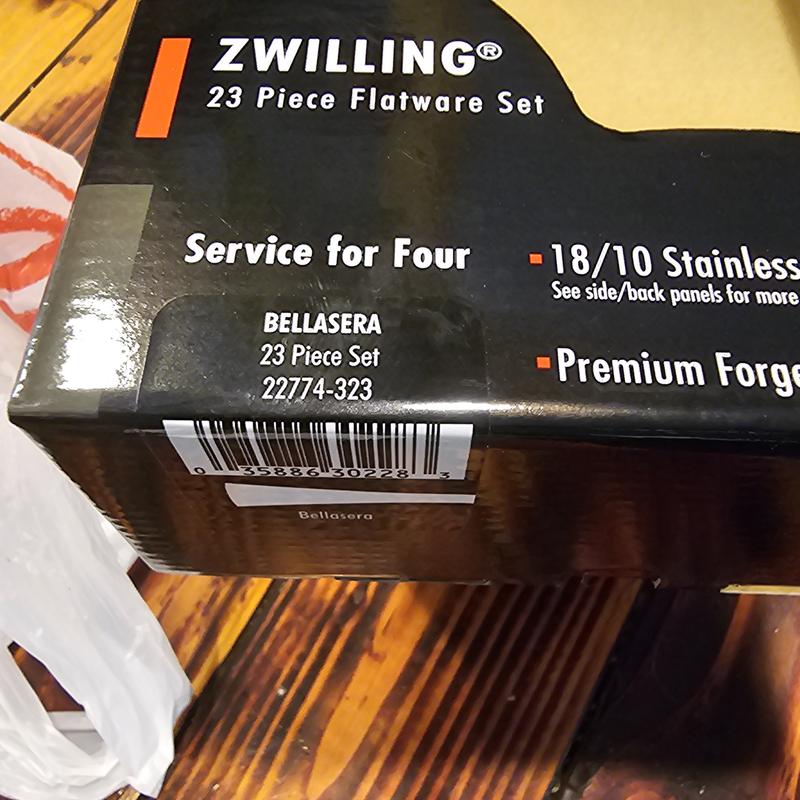 ZWILLING®
23 Piece Flatware Set
Service for Four
18/10 Stainless
See side/back panels for more
Premium Forge
BELLASERA
23 Piece Set
22774-323
0 35886 30228 3
Bellasera